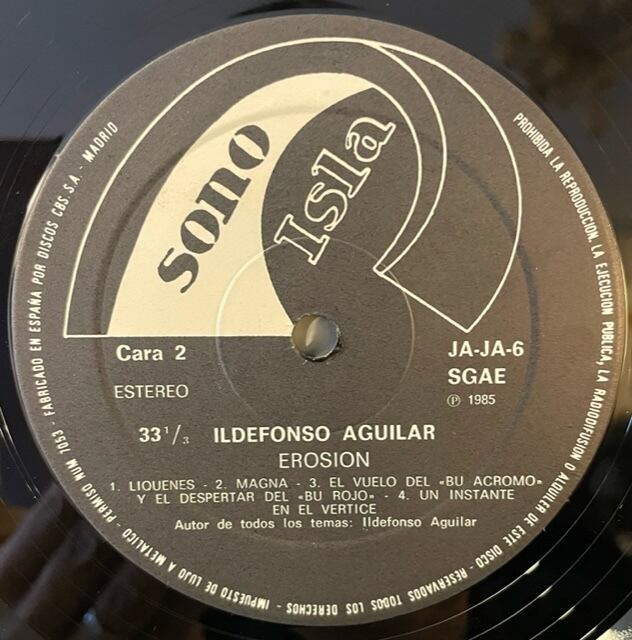 sono
Isla
Cara 2
ESTEREO
JA-JA-6
SGAE
Ⓟ 1985
33 1/3 ILDEFONSO AGUILAR
EROSION
1. LIQUENES - 2. MAGNA - 3. EL VUELO DEL «BU ACROMO»
Y EL DESPERTAR DEL «BU ROJO» - 4. UN INSTANTE
EN EL VERTICE
Autor de todos los temas: Ildefonso Aguilar
PROHIBIDA LA REPRODUCCION, LA EJECUCION PUBLICA, LA RADIODIFUSION O ALQUILER DE ESTE DISCO - RESERVADOS TODOS LOS DERECHOS - IMPUESTO DE LUJO A METALICO - PERMISO NUM 7053 - FABRICADO EN ESPAÑA POR DISCOS CBS S.A. - MADRID